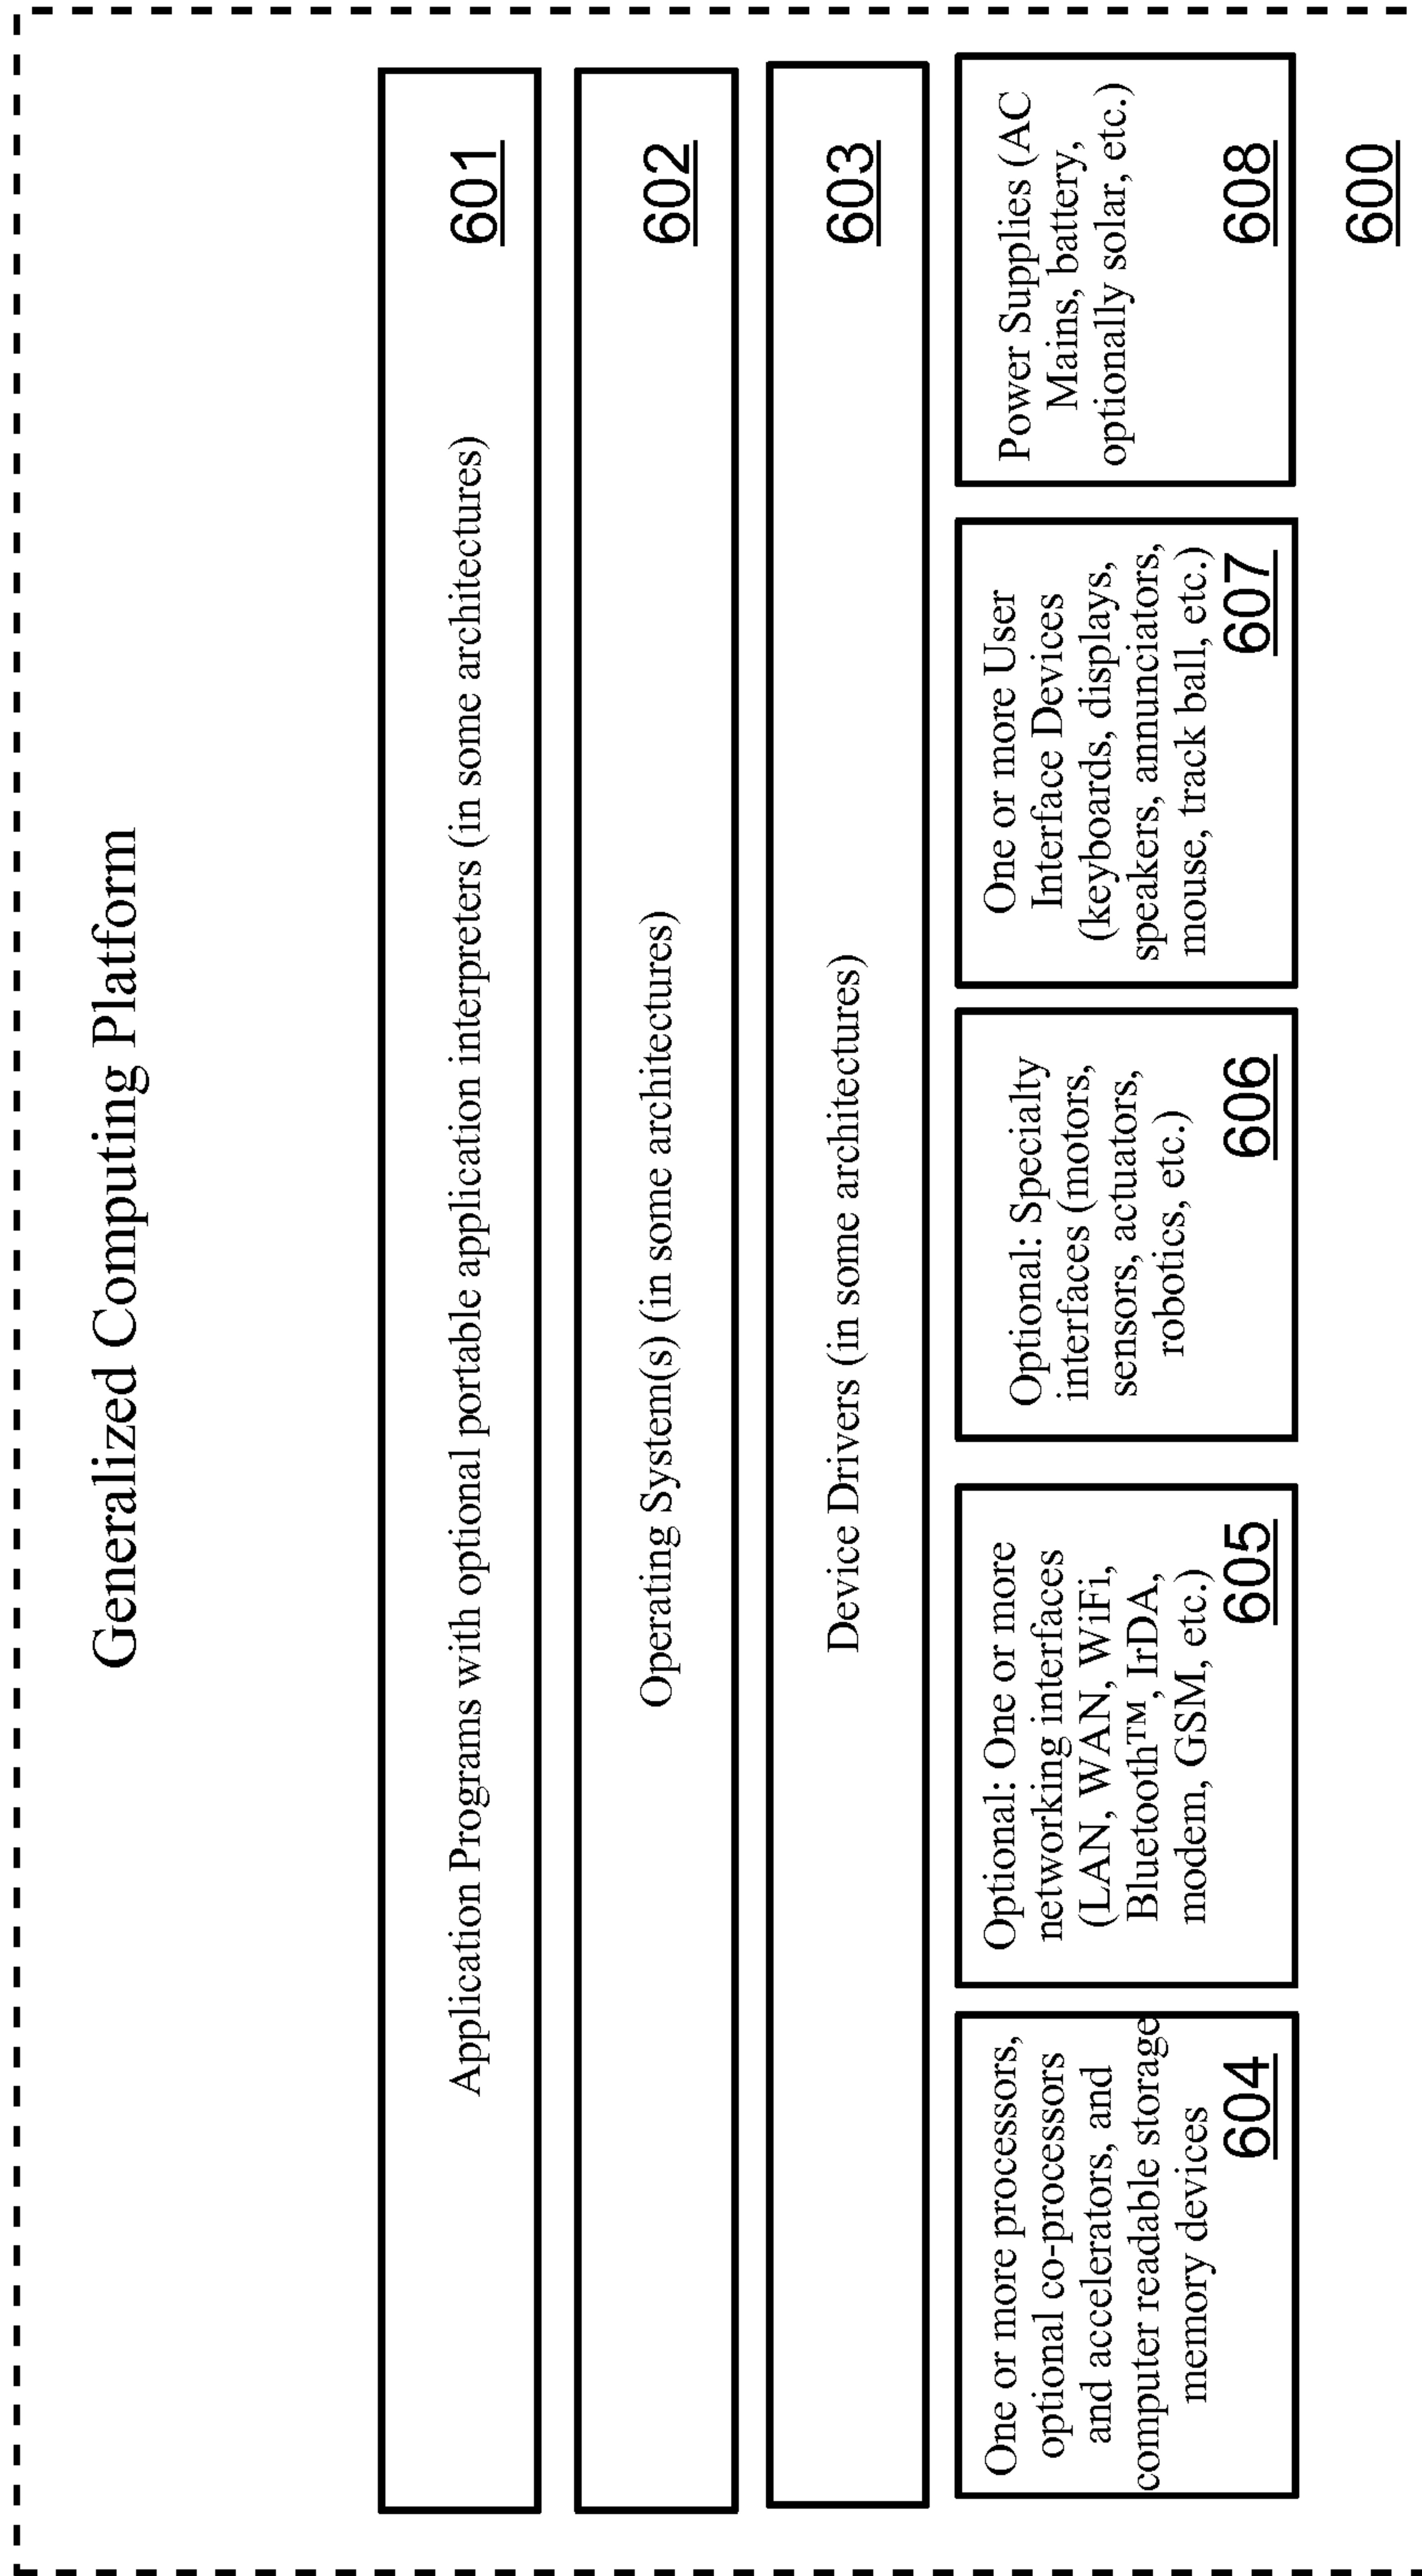 Generalized Computing Platform
Application Programs with optional portable application interpreters (in some architectures)
601
Operating System(s) (in some architectures)
602
Device Drivers (in some architectures)
603
One or more processors,
optional co-processors
and accelerators, and
computer readable storage
memory devices
604
Optional: One or more
networking interfaces
(LAN, WAN, WiFi,
Bluetooth™, IrDA,
modem, GSM, etc.)
605
Optional: Specialty
interfaces (motors,
sensors, actuators,
robotics, etc.)
606
One or more User
Interface Devices
(keyboards, displays,
speakers, annunciators,
mouse, track ball, etc.)
607
Power Supplies (AC
Mains, battery,
optionally solar, etc.)
608
600